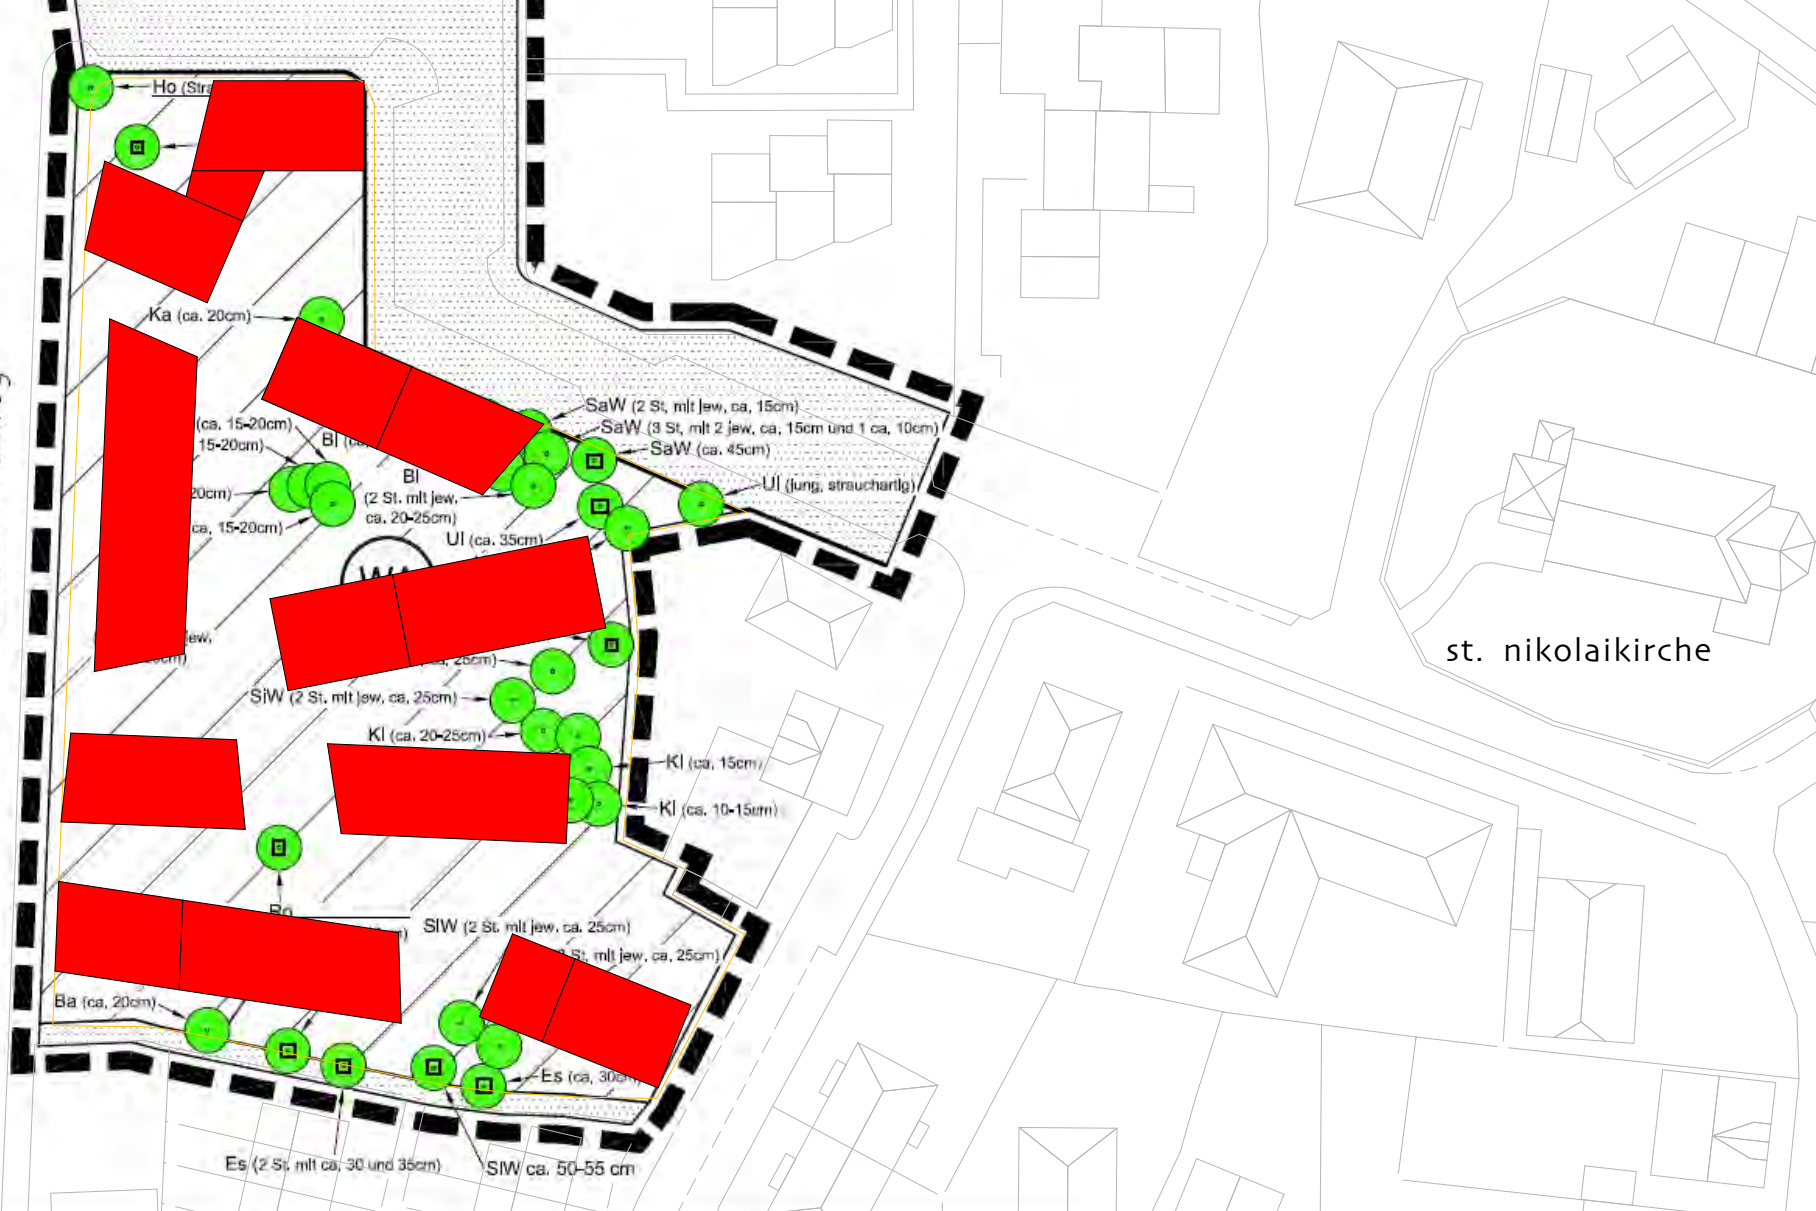 Ho (Stra
Ka (ca. 20cm)
SaW (2 St. mit jew. ca. 15cm)
(ca. 15-20cm)
SaW (3 St. mit 2 jew. ca. 15cm und 1 ca. 10cm)
15-20cm)
Bl (ca.
SaW (ca. 45cm)
Bl
(2 St. mit jew.
ca. 20-25cm)
20cm)
Ul (jung, strauchartig)
ca. 15-20cm)
Ul (ca. 35cm)
WA
jew.
st. nikolaikirche
25cm)
SiW (2 St. mit jew. ca. 25cm)
Kl (ca. 20-25cm)
Kl (ca. 15cm)
Kl (ca. 10-15cm)
SIW (2 St. mit jew. ca. 25cm)
St. mit jew. ca. 25cm)
Ba (ca. 20cm)
Es (ca. 30cm)
Es (2 St. mit ca. 30 und 35cm)
SIW ca. 50-55 cm